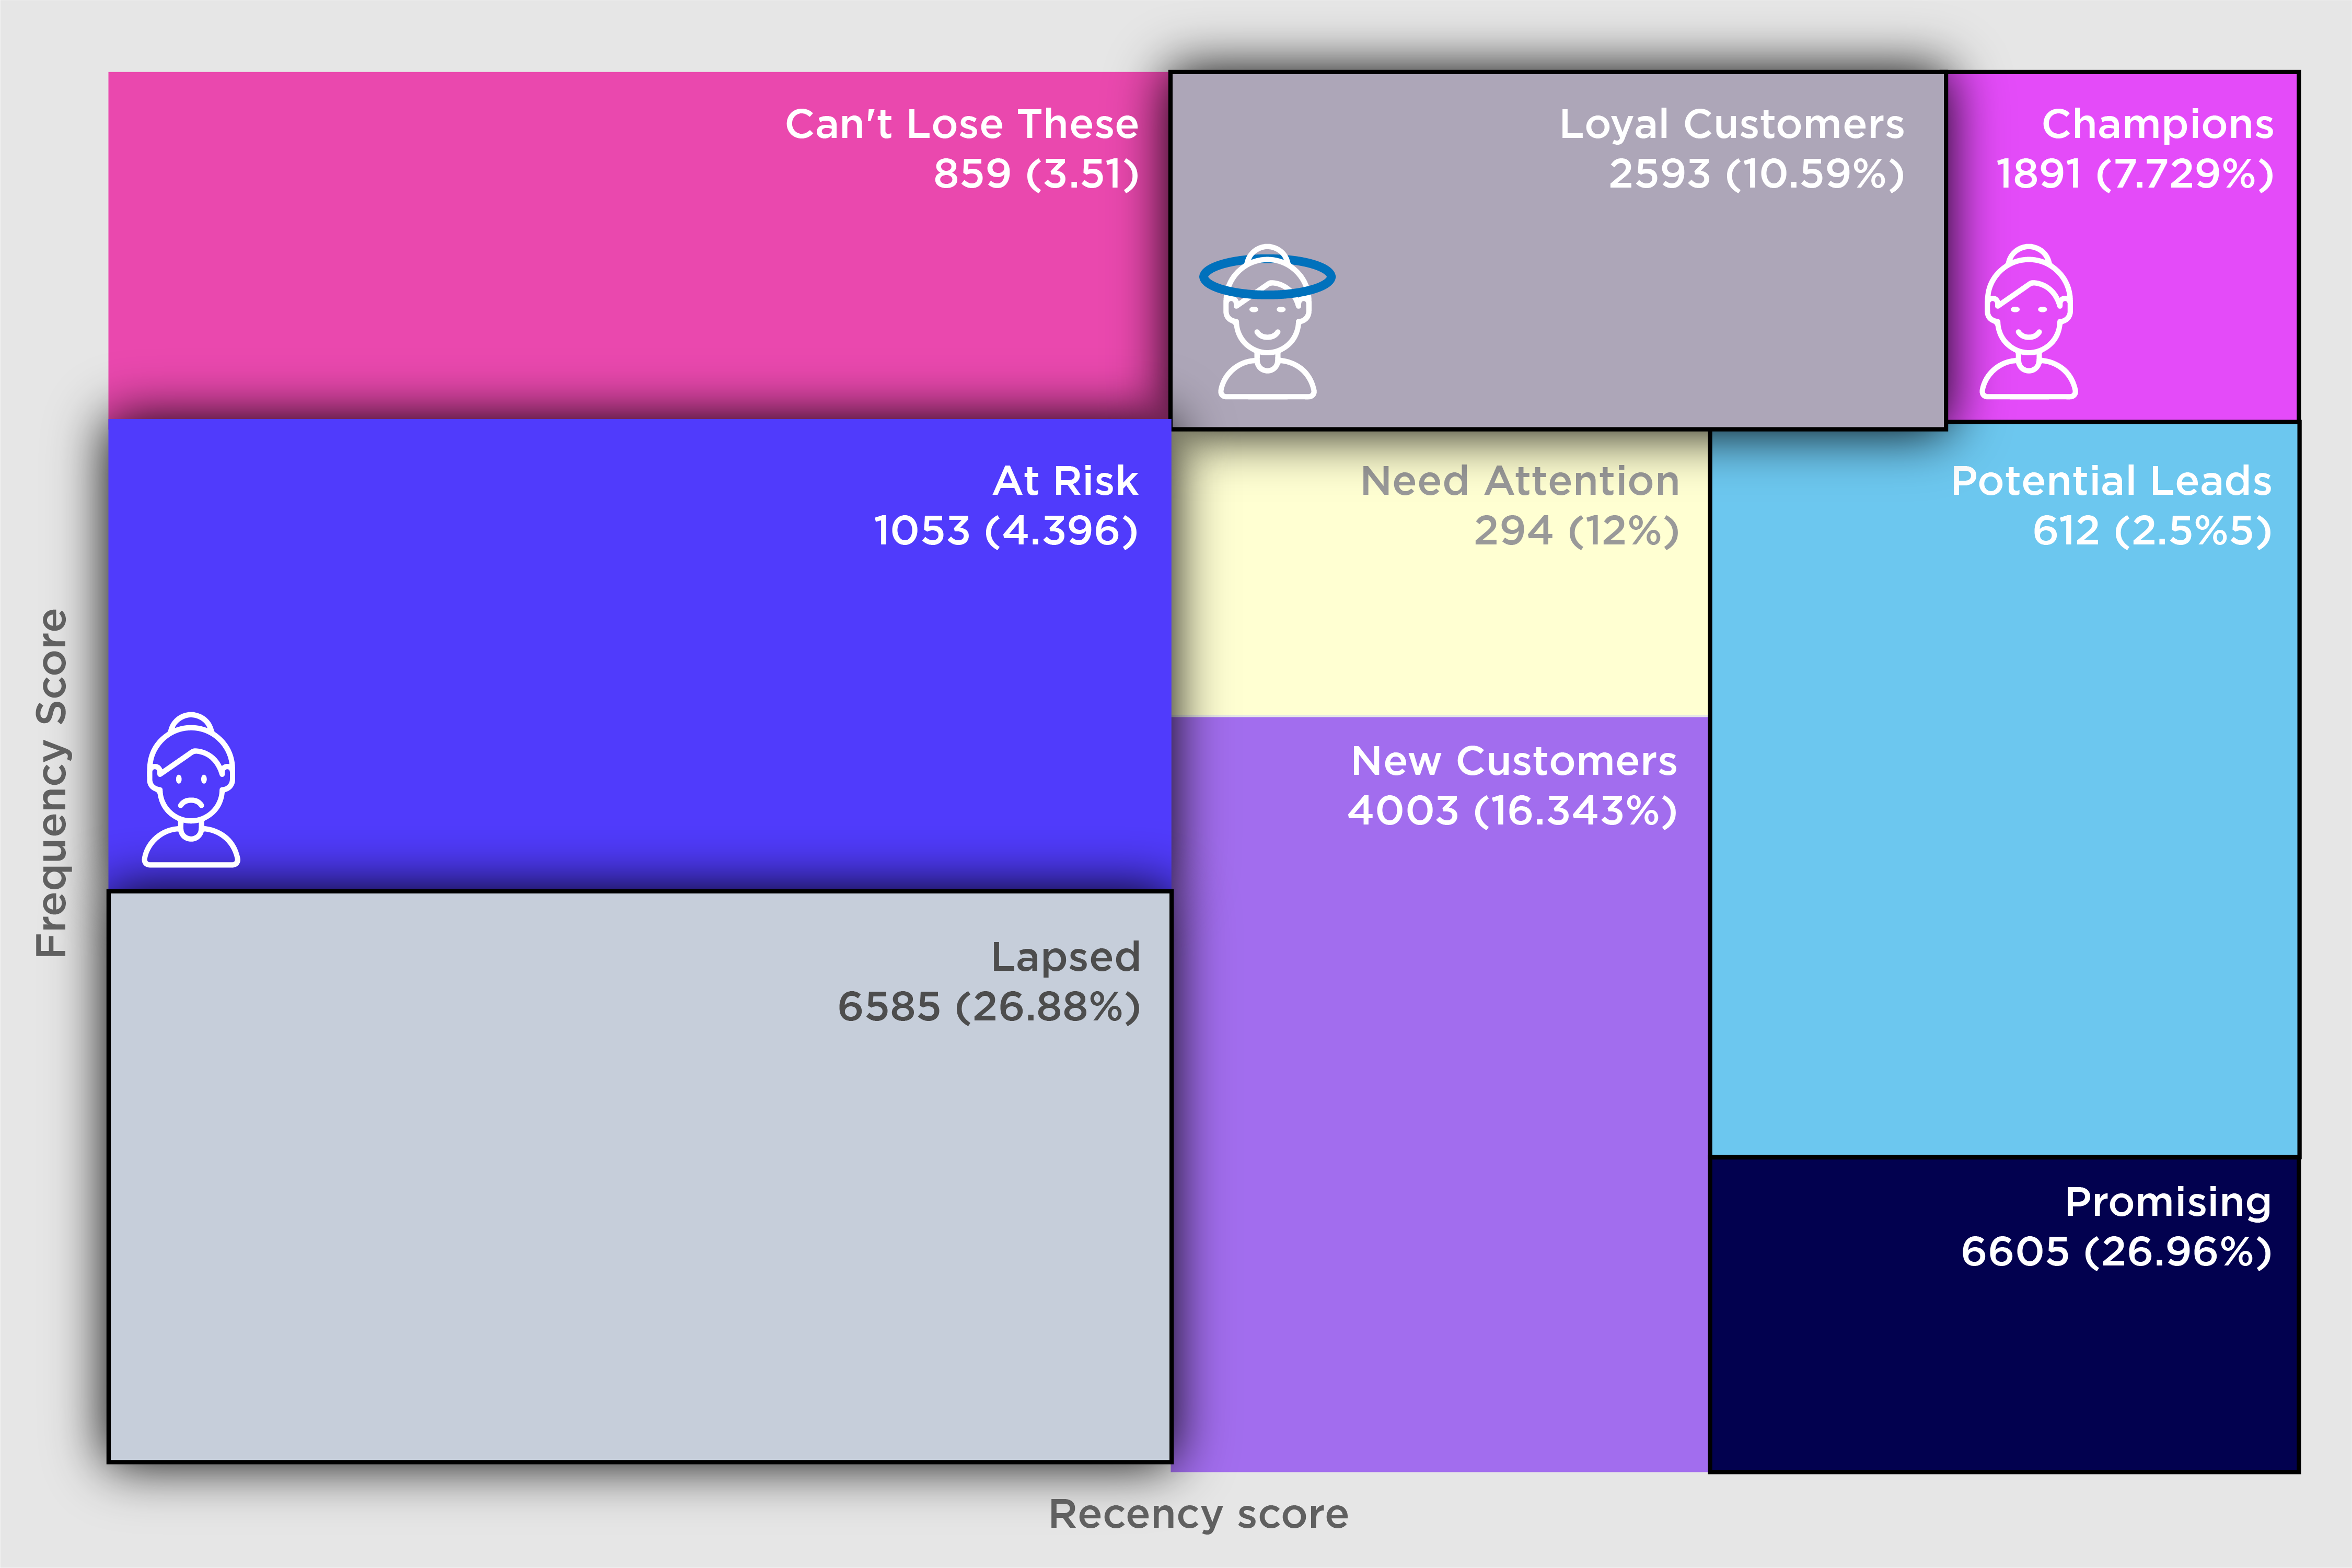 Can't Lose These
859 (3.51)
Loyal Customers
2593 (10.59%)
Champions
1891 (7.729%)
At Risk
1053 (4.396)
Need Attention
294 (12%)
Potential Leads
612 (2.5%5)
New Customers
4003 (16.343%)
Lapsed
6585 (26.88%)
Promising
6605 (26.96%)
Frequency Score
Recency score